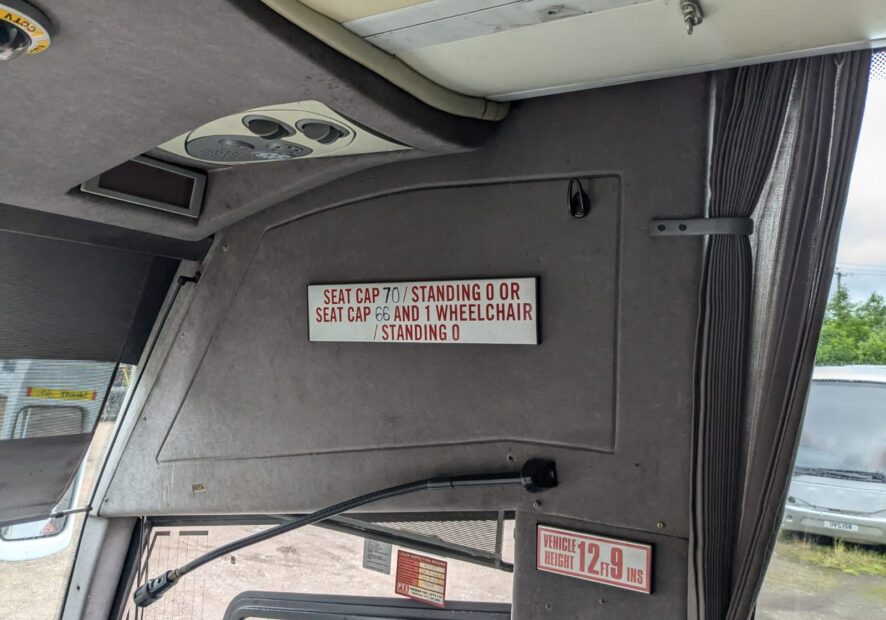 CCTV
SEAT CAP 70 / STANDING 0 OR
SEAT CAP 66 AND 1 WHEELCHAIR
/ STANDING 0
VEHICLE
HEIGHT 12 FT 9 INS